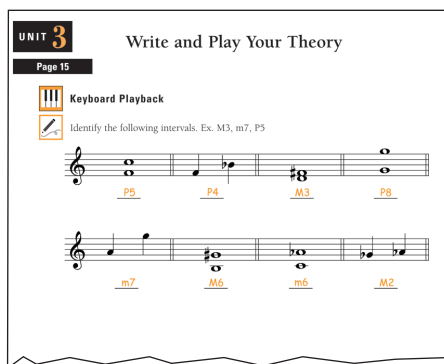 UNIT 3
Write and Play Your Theory
Page 15
Keyboard Playback
Identify the following intervals. Ex. M3, m7, P5
P5 P4 M3 P8
m7 M6 m6 M2